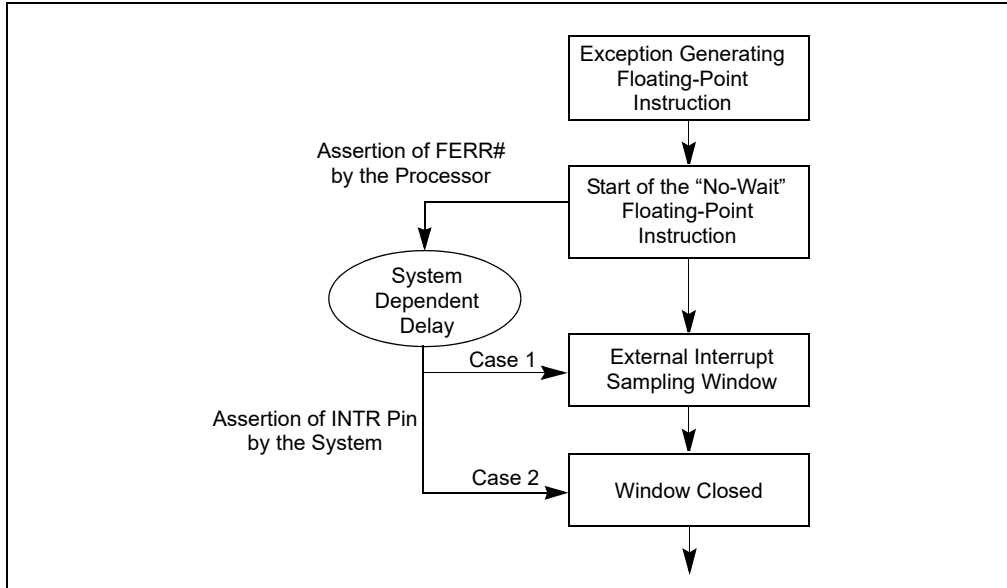 Exception Generating
Floating-Point
Instruction
Assertion of FERR#
by the Processor
Start of the “No-Wait”
Floating-Point
Instruction
System
Dependent
Delay
Case 1
External Interrupt
Sampling Window
Assertion of INTR Pin
by the System
Case 2
Window Closed